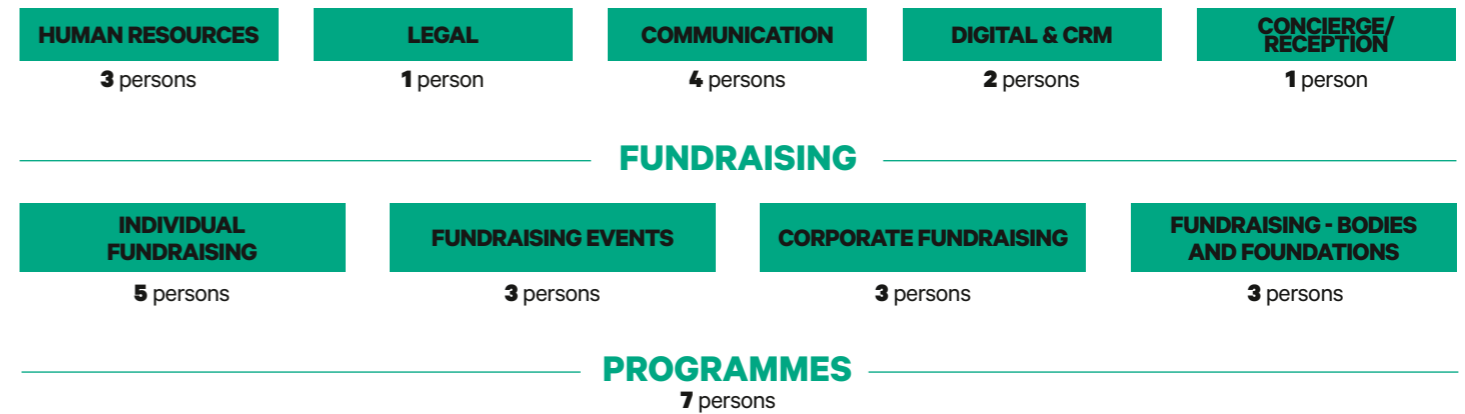 HUMAN RESOURCES
LEGAL
COMMUNICATION
DIGITAL & CRM
CONCIERGE/
RECEPTION
3 persons
1 person
4 persons
2 persons
1 person
FUNDRAISING
INDIVIDUAL
FUNDRAISING
FUNDRAISING EVENTS
CORPORATE FUNDRAISING
FUNDRAISING - BODIES
AND FOUNDATIONS
5 persons
3 persons
3 persons
3 persons
PROGRAMMES
7 persons